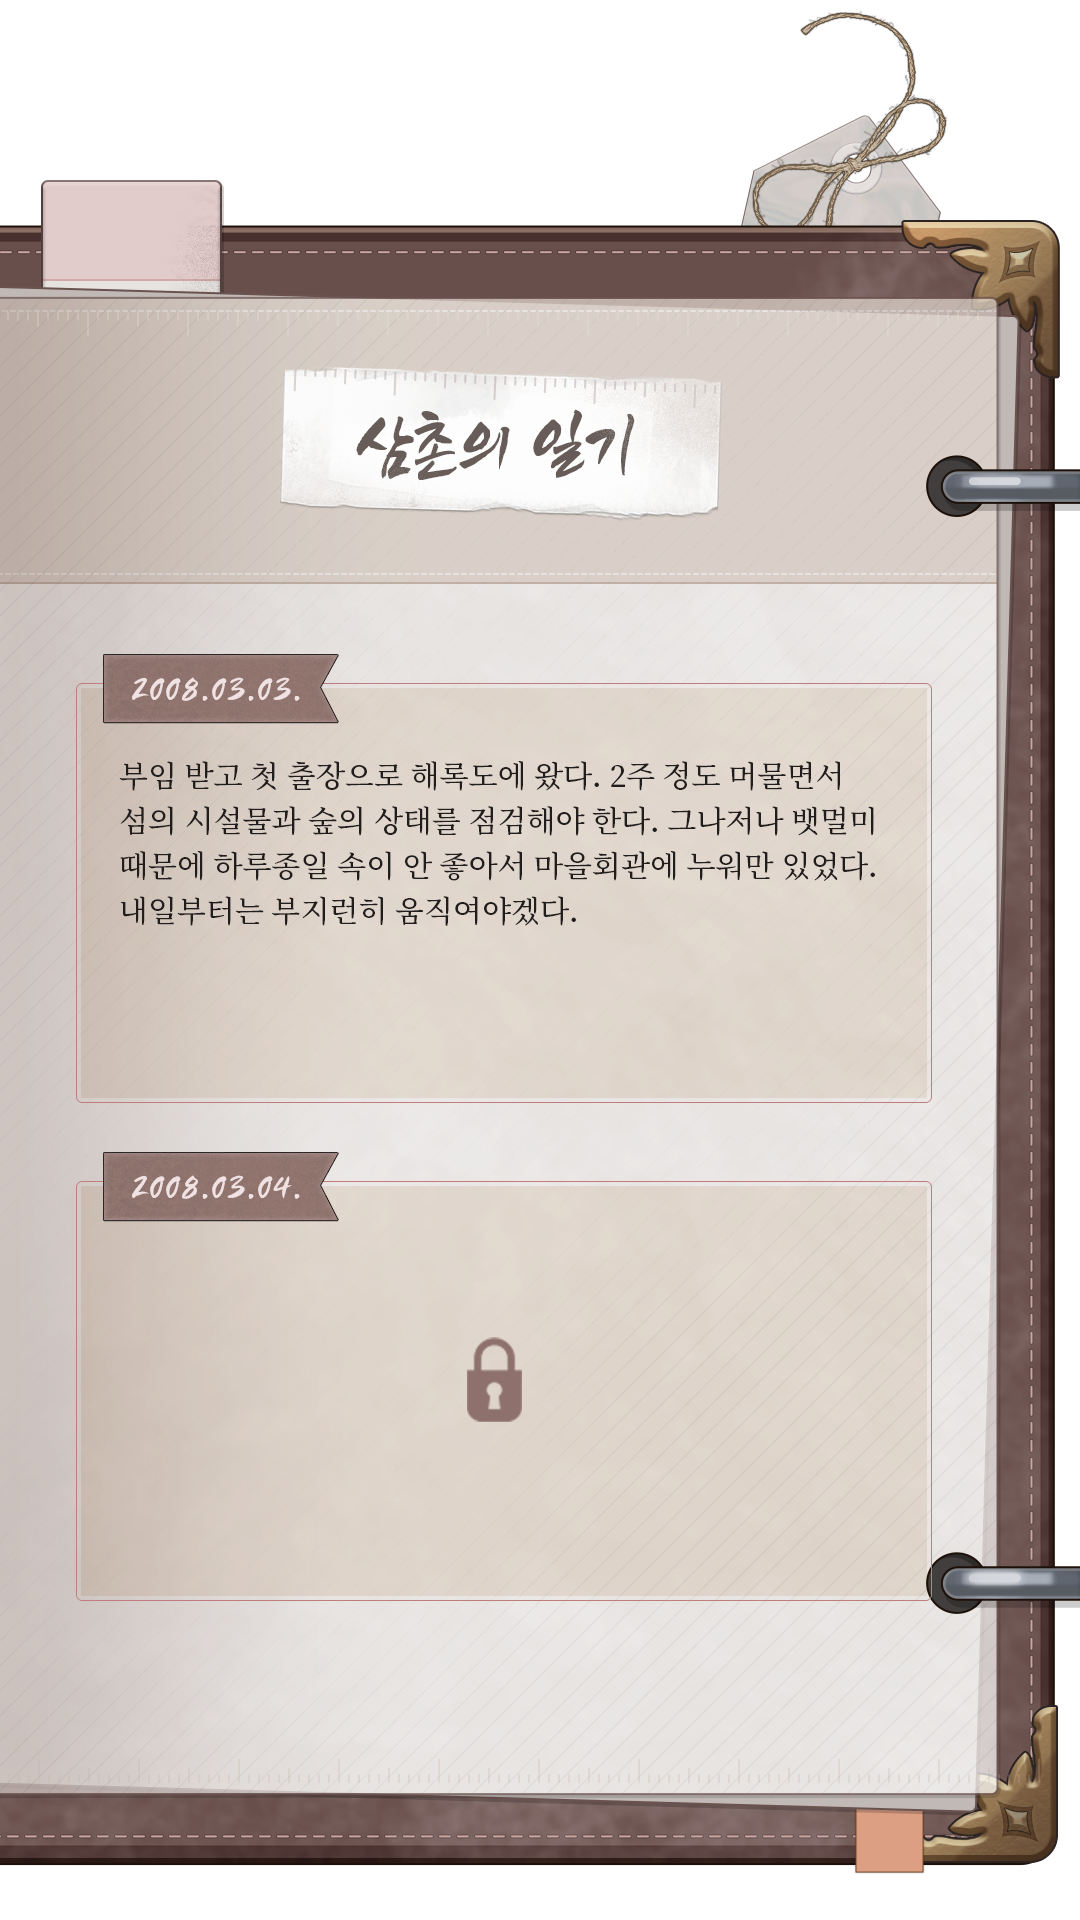 삼촌의 일기
2008.03.03.
부임 받고 첫 출장으로 해록도에 왔다. 2주 정도 머물면서
섬의 시설물과 숲의 상태를 점검해야 한다. 그나저나 뱃멀미
때문에 하루종일 속이 안 좋아서 마을회관에 누워만 있었다.
내일부터는 부지런히 움직여야겠다.
2008.03.04.